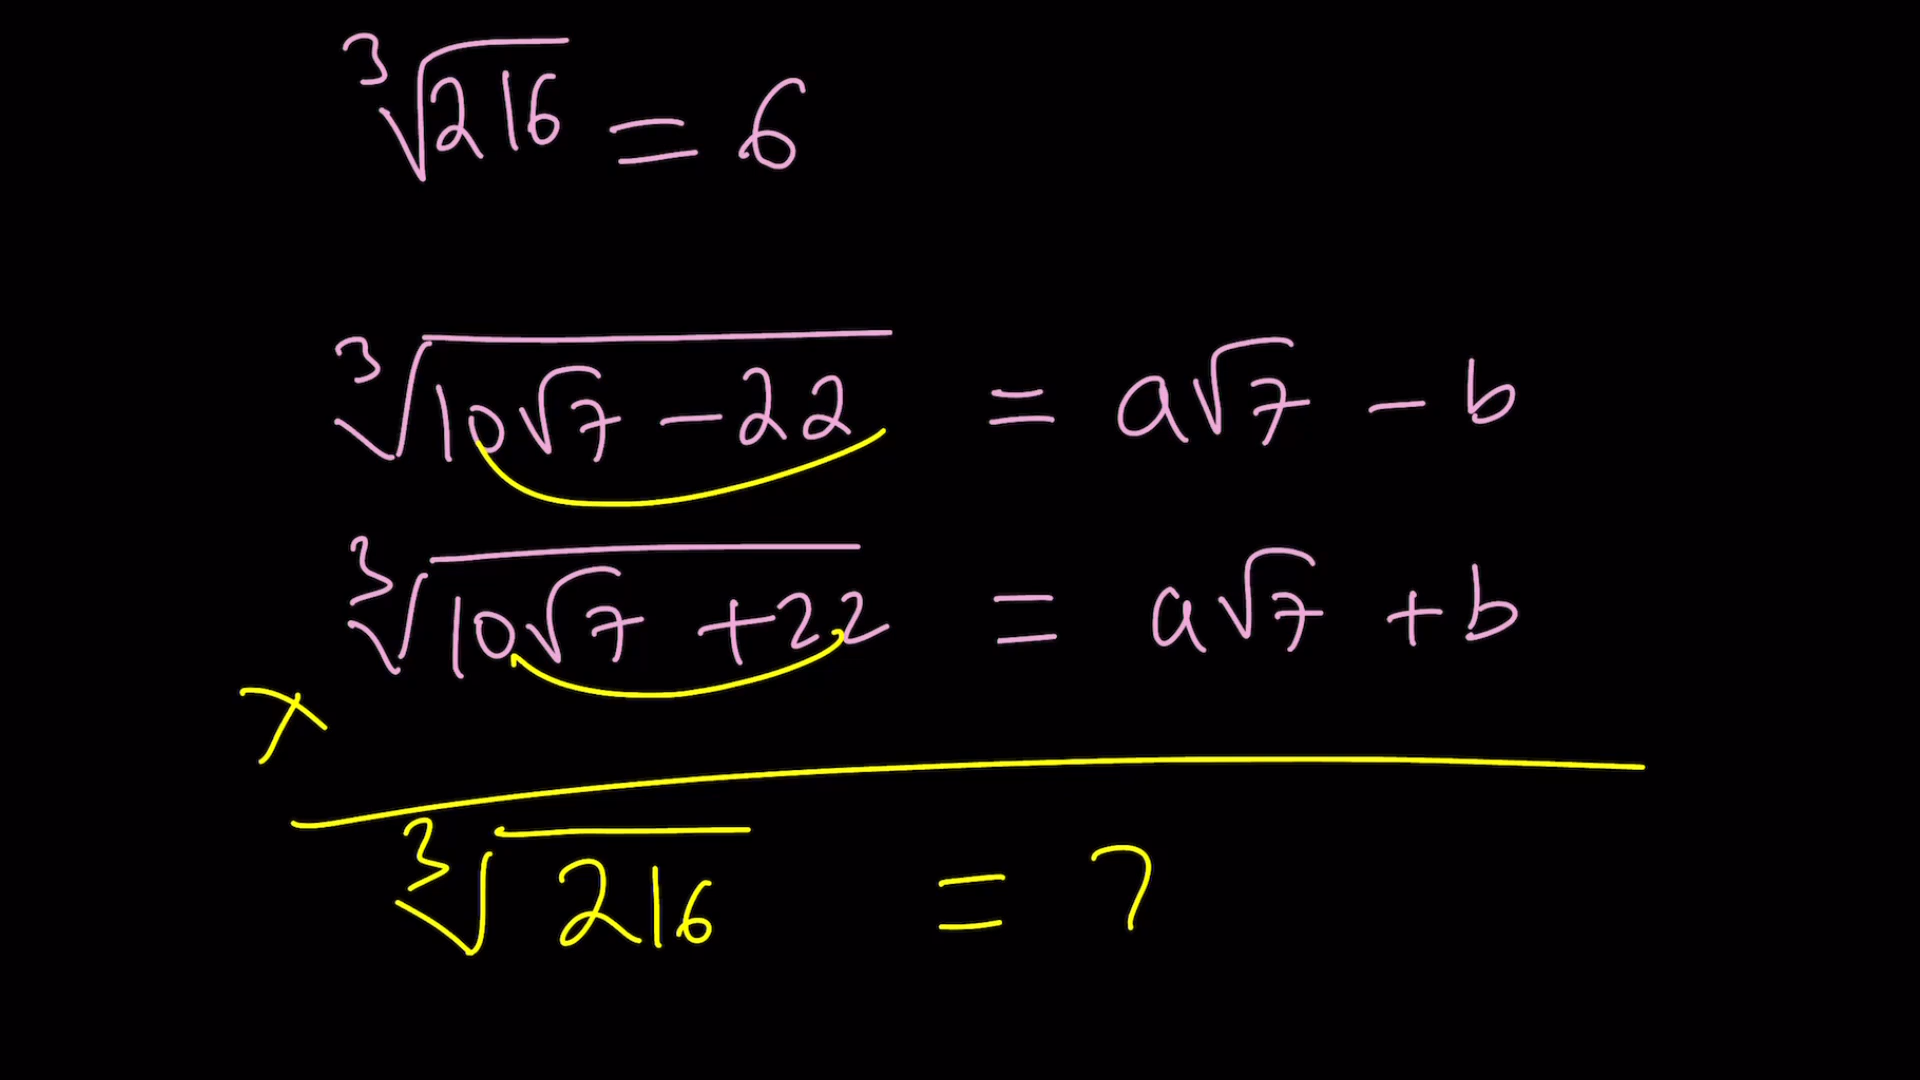 ∛216 = 6
∛(10√7 − 22) = a√7 − b
∛(10√7 + 22) = a√7 + b
×
∛216 = ?